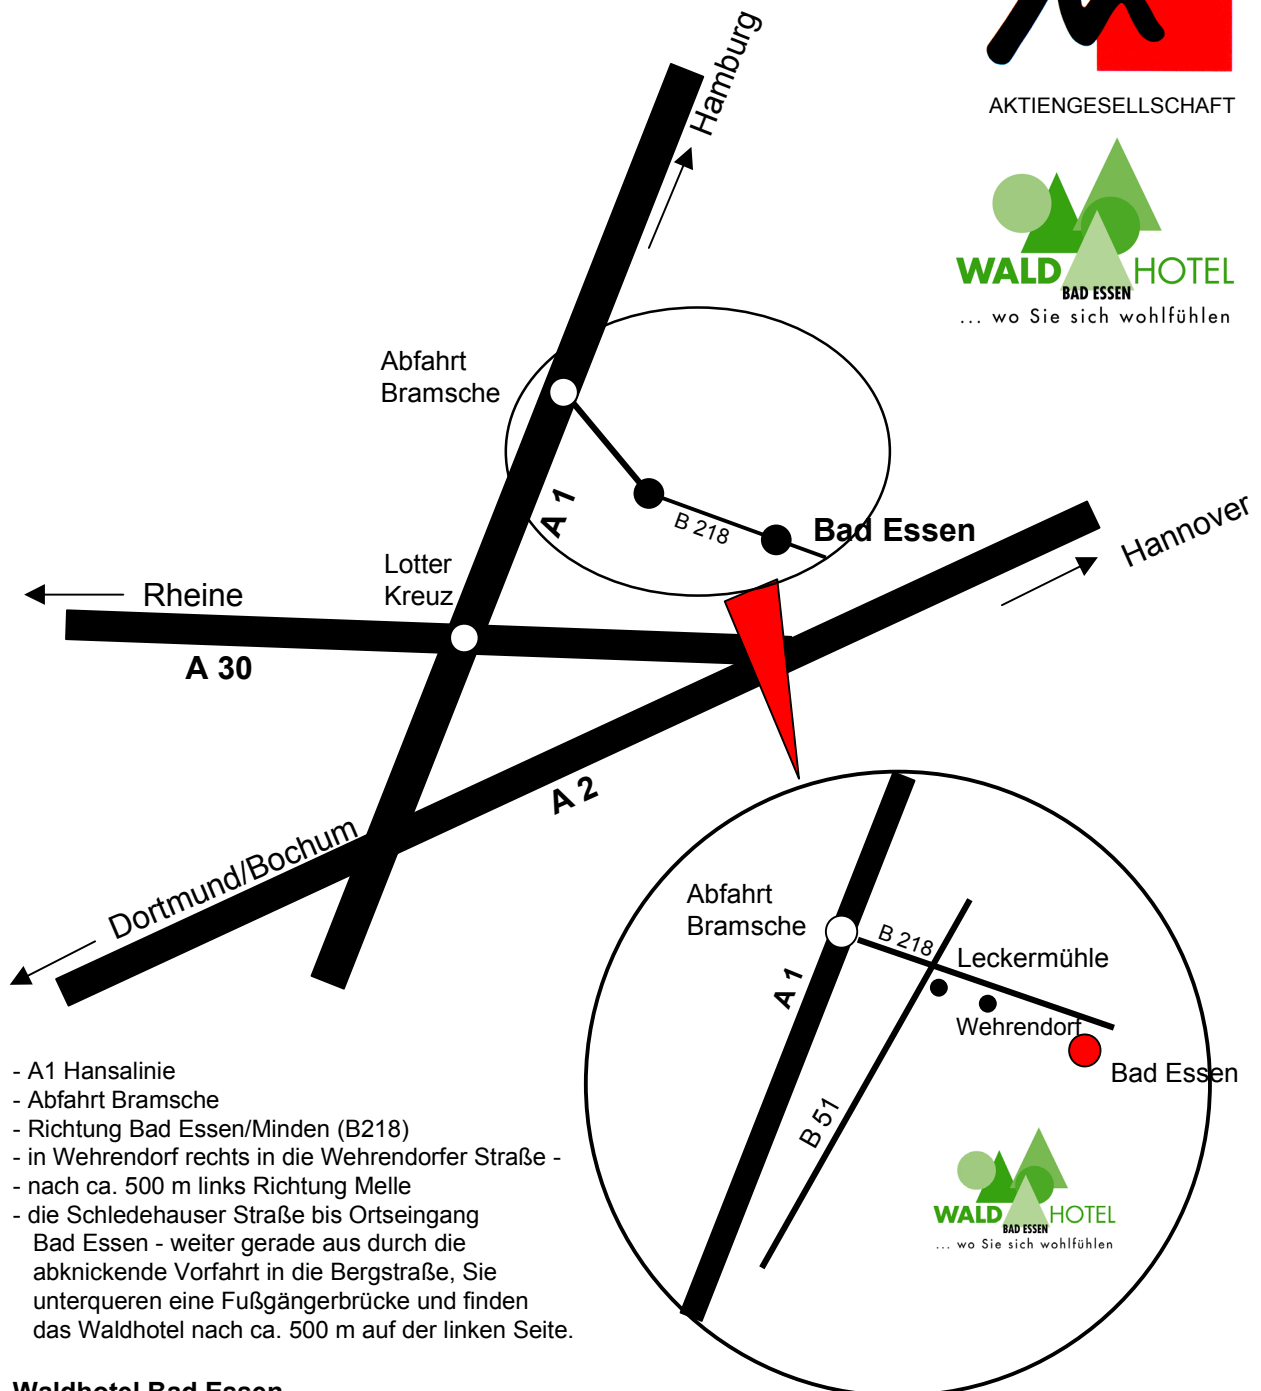 Hamburg
AKTIENGESELLSCHAFT
WALD HOTEL
BAD ESSEN
... wo Sie sich wohlfühlen
Abfahrt
Bramsche
A 1
B 218
Bad Essen
Hannover
Lotter
Kreuz
Rheine
A 30
A 2
Dortmund/Bochum
Abfahrt
Bramsche
B 218
Leckermühle
A 1
Wehrendorf
Bad Essen
B 51
WALD HOTEL
BAD ESSEN
... wo Sie sich wohlfühlen
- A1 Hansalinie
- Abfahrt Bramsche
- Richtung Bad Essen/Minden (B218)
- in Wehrendorf rechts in die Wehrendorfer Straße -
- nach ca. 500 m links Richtung Melle
- die Schledehauser Straße bis Ortseingang
Bad Essen - weiter gerade aus durch die
abknickende Vorfahrt in die Bergstraße, Sie
unterqueren eine Fußgängerbrücke und finden
das Waldhotel nach ca. 500 m auf der linken Seite.
Waldhotel Bad Essen